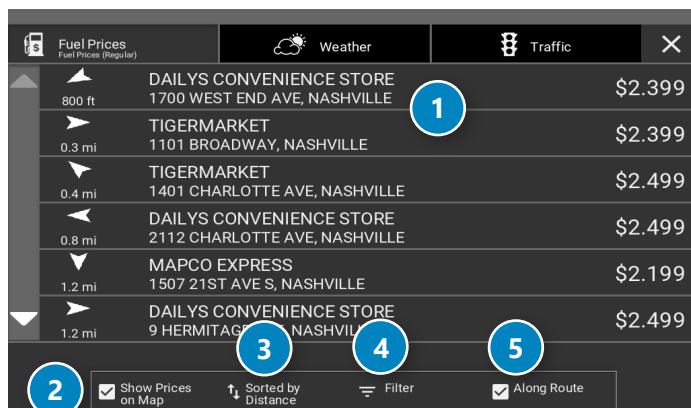 Fuel Prices
Fuel Prices (Regular)
Weather
Traffic
800 ft
DAILYS CONVENIENCE STORE
1700 WEST END AVE, NASHVILLE
$2.399
1
0.3 mi
TIGERMARKET
1101 BROADWAY, NASHVILLE
$2.399
0.4 mi
TIGERMARKET
1401 CHARLOTTE AVE, NASHVILLE
$2.499
0.8 mi
DAILYS CONVENIENCE STORE
2112 CHARLOTTE AVE, NASHVILLE
$2.499
1.2 mi
MAPCO EXPRESS
1507 21ST AVE S, NASHVILLE
$2.199
1.2 mi
DAILYS CONVENIENCE STORE
9 HERMITAGE NASHVILLE
$2.499
2
Show Prices
on Map
3
Sorted by
Distance
4
Filter
5
Along Route